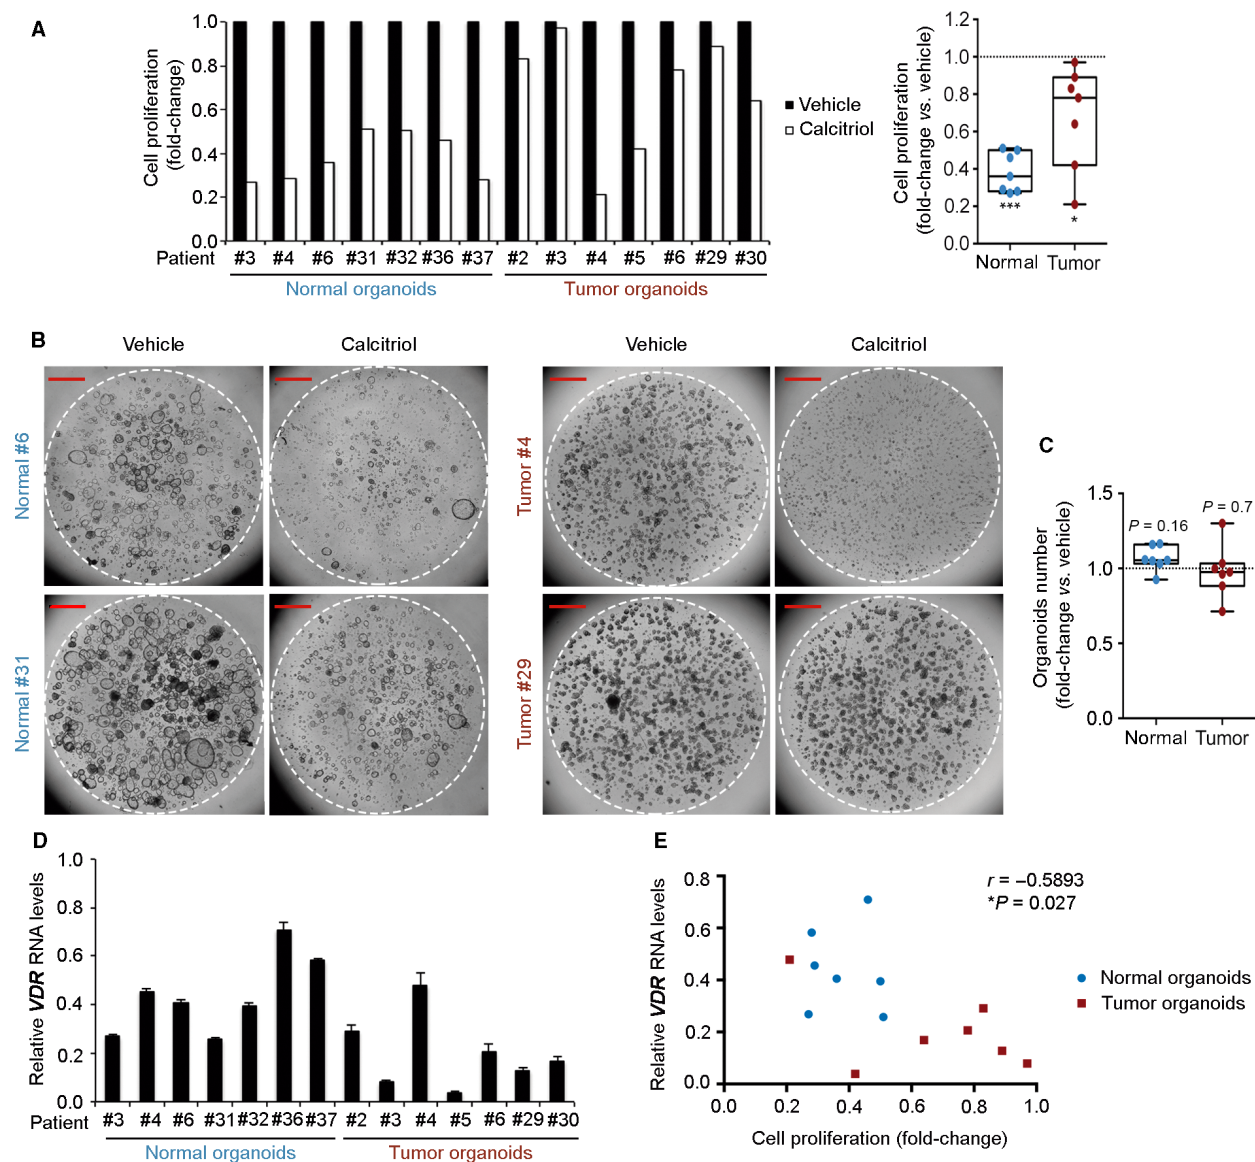 A
Cell proliferation
(fold-change)
1.0
0.8
0.6
0.4
0.2
0.0
Patient
#3 #4 #6 #31 #32 #36 #37 #2 #3 #4 #5 #6 #29 #30
Normal organoids
Tumor organoids
Vehicle
Calcitriol
Cell proliferation
(fold-change vs. vehicle)
1.2
1.0
0.8
0.6
0.4
0.2
0.0
***
*
Normal Tumor
B
Vehicle Calcitriol Vehicle Calcitriol
Normal #6
Tumor #4
Normal #31
Tumor #29
C
Organoids number
(fold-change vs. vehicle)
1.5
1.0
0.5
0.0
P = 0.16
P = 0.7
Normal Tumor
D
Relative VDR RNA levels
1.0
0.8
0.6
0.4
0.2
0.0
Patient
#3 #4 #6 #31 #32 #36 #37 #2 #3 #4 #5 #6 #29 #30
Normal organoids
Tumor organoids
E
Relative VDR RNA levels
0.8
0.6
0.4
0.2
0.0
0.0 0.2 0.4 0.6 0.8 1.0
Cell proliferation (fold-change)
r = −0.5893
*P = 0.027
Normal organoids
Tumor organoids